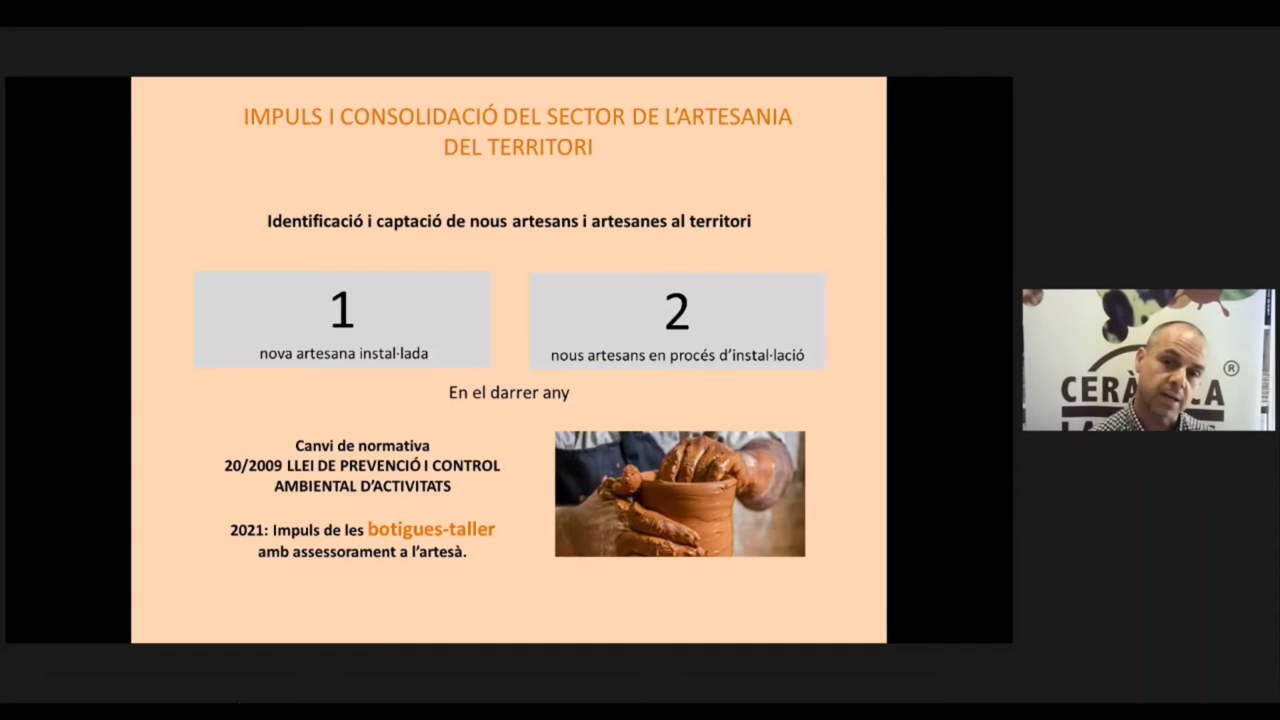 IMPULS I CONSOLIDACIÓ DEL SECTOR DE L’ARTESANIA
DEL TERRITORI
Identificació i captació de nous artesans i artesanes al territori
1
nova artesana instal·lada
2
nous artesans en procés d’instal·lació
En el darrer any
Canvi de normativa
20/2009 LLEI DE PREVENCIÓ I CONTROL
AMBIENTAL D’ACTIVITATS
2021: Impuls de les botigues-taller
amb assessorament a l’artesà.
®